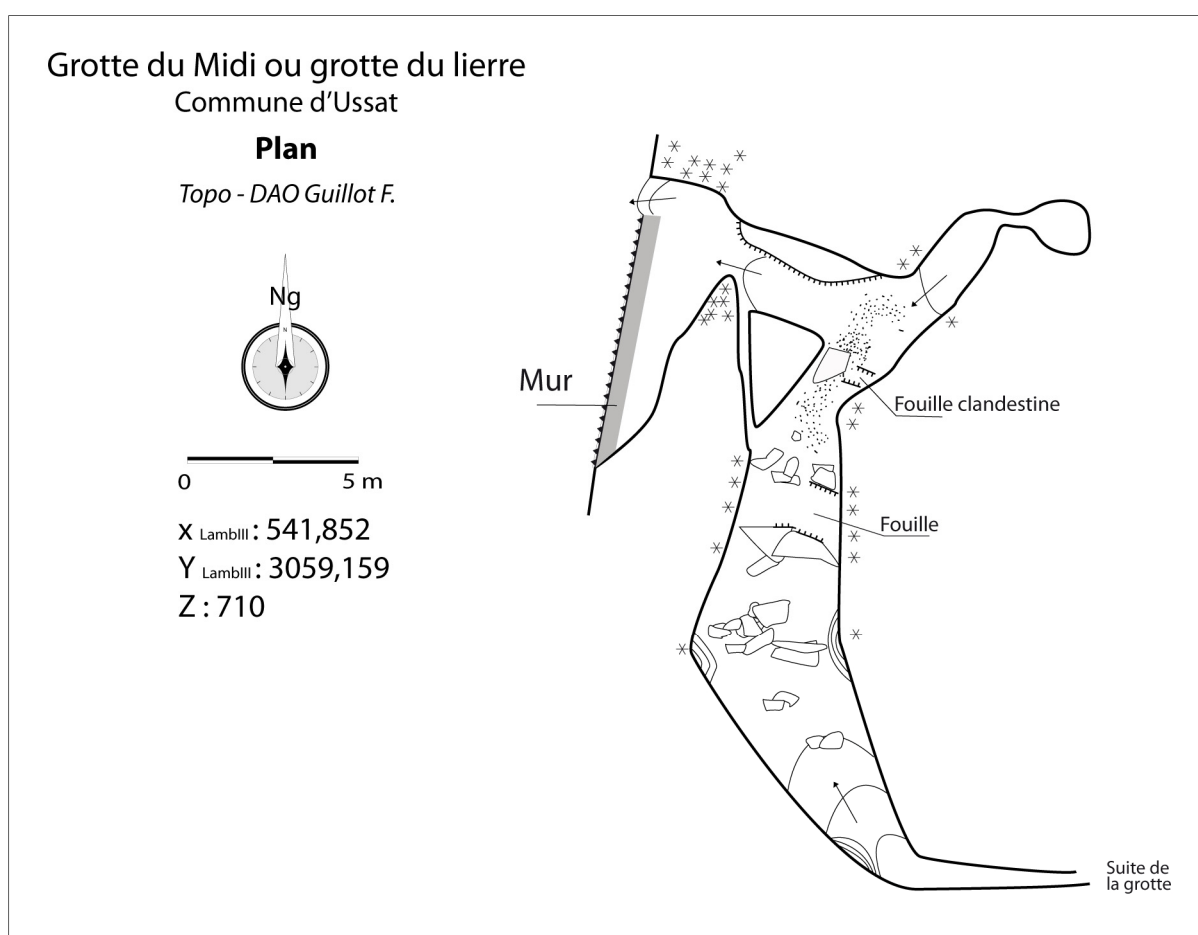 Grotte du Midi ou grotte du lierre
Commune d'Ussat
Plan
Topo - DAO Guillot F.
Ng
N
0 5 m
x LambIII : 541,852
Y LambIII : 3059,159
Z : 710
Mur
Fouille clandestine
Fouille
Suite de
la grotte